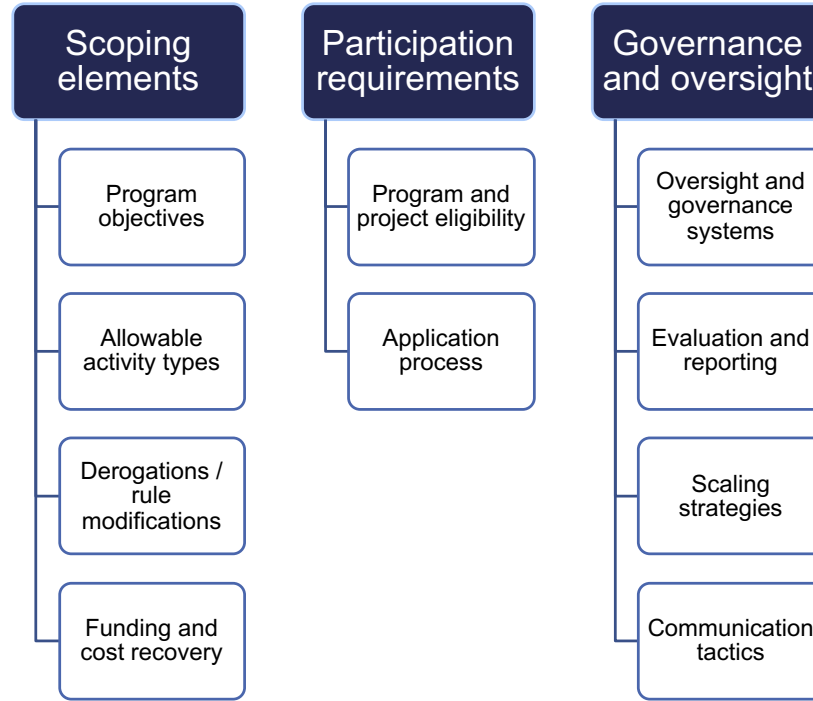 Scoping
elements
Program
objectives
Allowable
activity types
Derogations /
rule
modifications
Funding and
cost recovery
Participation
requirements
Program and
project eligibility
Application
process
Governance
and oversight
Oversight and
governance
systems
Evaluation and
reporting
Scaling
strategies
Communication
tactics